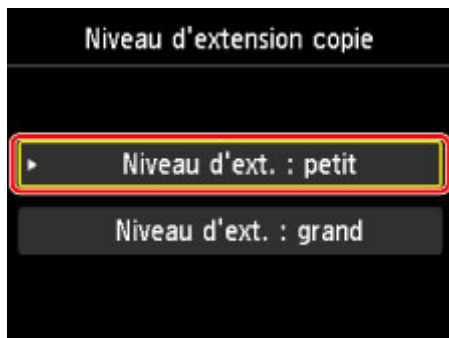 Niveau d'extension copie
Niveau d'ext. : petit
Niveau d'ext. : grand